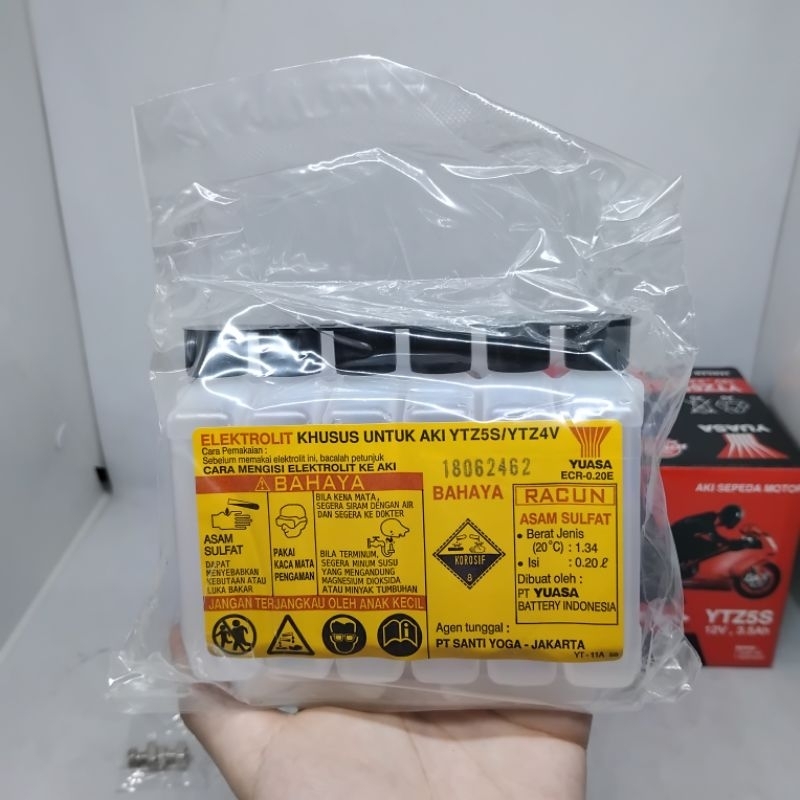 ELEKTROLIT KHUSUS UNTUK AKI YTZ5S/YTZ4V
Cara Pemakaian :
Sebelum memakai elektrolit ini, bacalah petunjuk
CARA MENGISI ELEKTROLIT KE AKI
18062462
YUASA
ECR-0.20E
BAHAYA
ASAM SULFAT
DAPAT MENYEBABKAN
KEBUTAAN ATAU
LUKA BAKAR
PAKAI
KACA MATA
PENGAMAN
BILA KENA MATA,
SEGERA SIRAM DENGAN AIR
DAN SEGERA KE DOKTER
BILA TERMINUM,
SEGERA MINUM SUSU
YANG MENGANDUNG
MAGNESIUM DIOKSIDA
ATAU MINYAK TUMBUHAN
JANGAN TERJANGKAU OLEH ANAK KECIL
BAHAYA
KOROSIF
8
RACUN
ASAM SULFAT
• Berat Jenis
(20°C) : 1.34
• Isi : 0.20 ℓ
Dibuat oleh :
PT YUASA
BATTERY INDONESIA
Agen tunggal :
PT SANTI YOGA - JAKARTA
YT - 11A
YTZ5S
AKI SEPEDA MOTOR
YTZ5S
12V , 3.5Ah